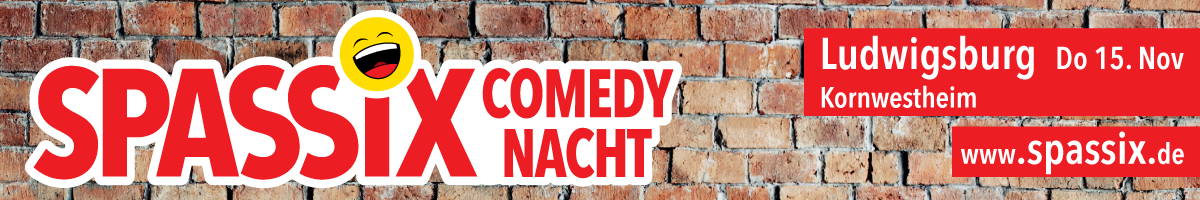 SPASSiX
COMEDY
NACHT
Ludwigsburg Do 15. Nov
Kornwestheim
www.spassix.de